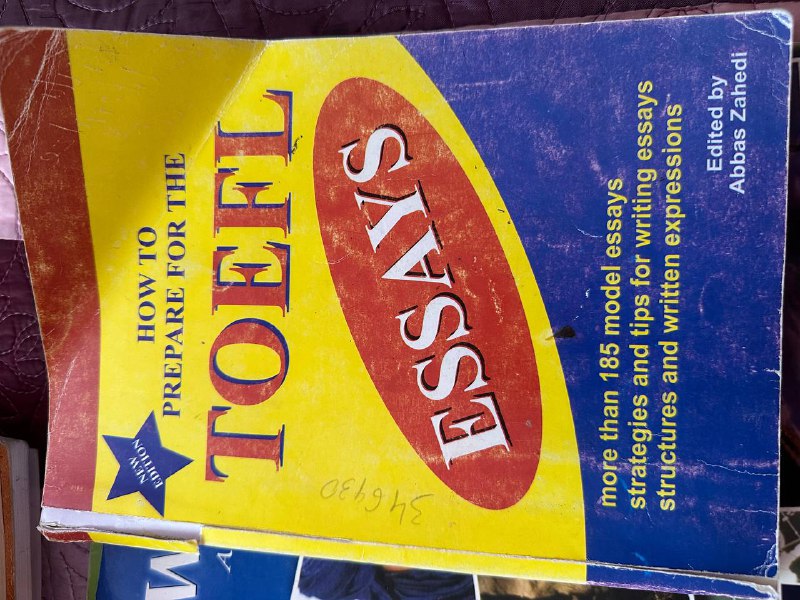 HOW TO
PREPARE FOR THE
TOEFL
NEW
EDITION
ESSAYS
more than 185 model essays
strategies and tips for writing essays
structures and written expressions
Edited by
Abbas Zahedi
W
A